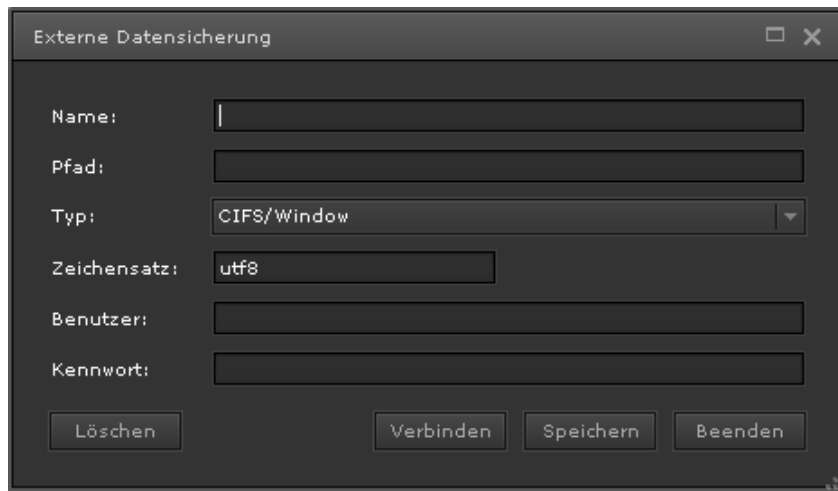 Externe Datensicherung
Name:
Pfad:
Typ: CIFS/Window
Zeichensatz: utf8
Benutzer:
Kennwort:
Löschen Verbinden Speichern Beenden